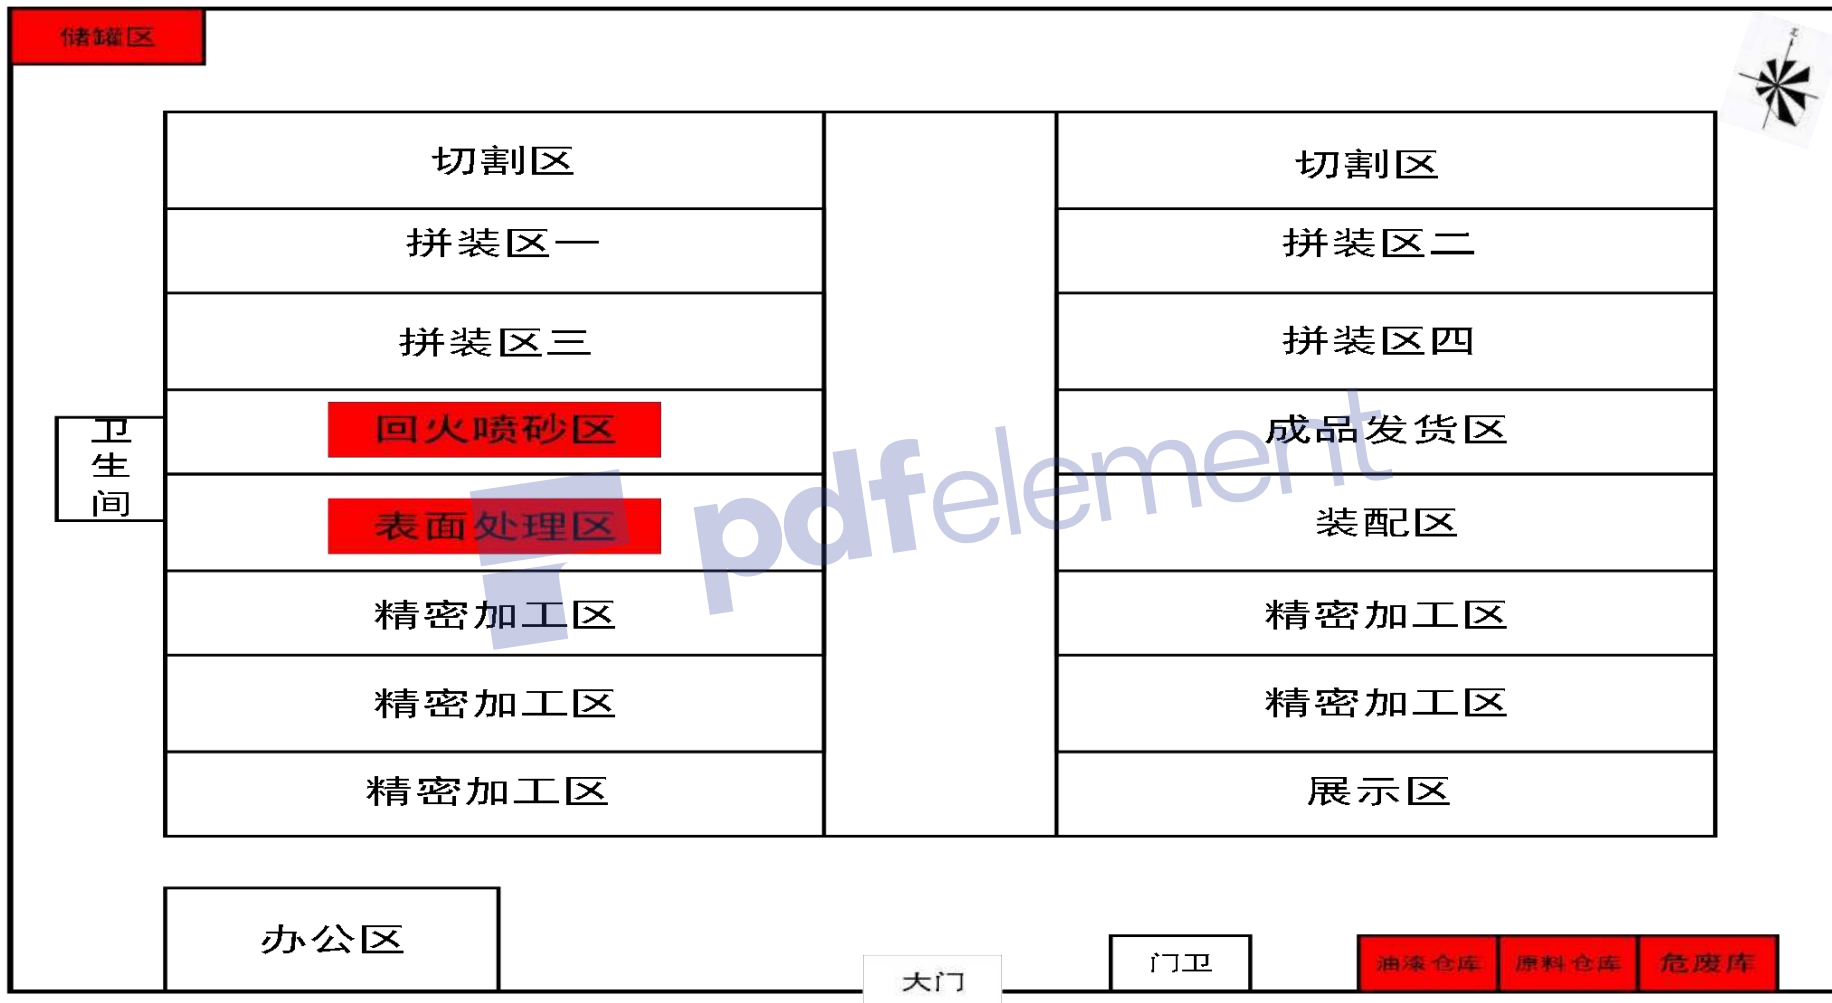 储罐区
北
切割区
切割区
拼装区一
拼装区二
拼装区三
拼装区四
回火喷砂区
成品发货区
卫生间
表面处理区
装配区
pdfelement
精密加工区
精密加工区
精密加工区
精密加工区
精密加工区
展示区
办公区
大门
门卫
油漆仓库
原料仓库
危废库